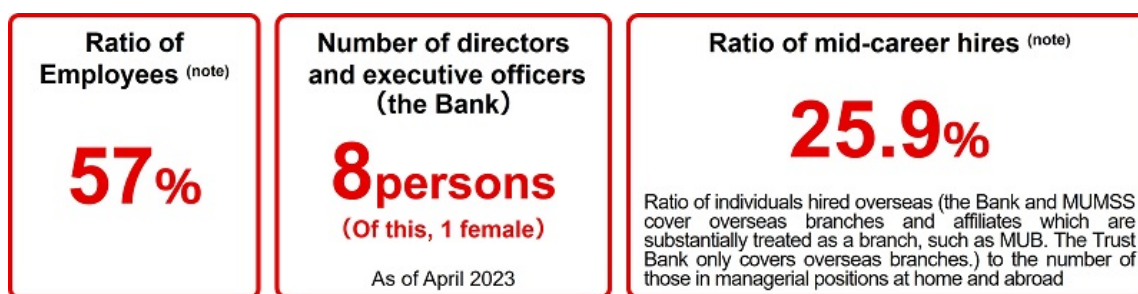 Ratio of
Employees (note)
57%
Number of directors
and executive officers
（the Bank）
8persons
（Of this, 1 female）
As of April 2023
Ratio of mid-career hires (note)
25.9%
Ratio of individuals hired overseas (the Bank and MUMSS
cover overseas branches and affiliates which are
substantially treated as a branch, such as MUB. The Trust
Bank only covers overseas branches.) to the number of
those in managerial positions at home and abroad